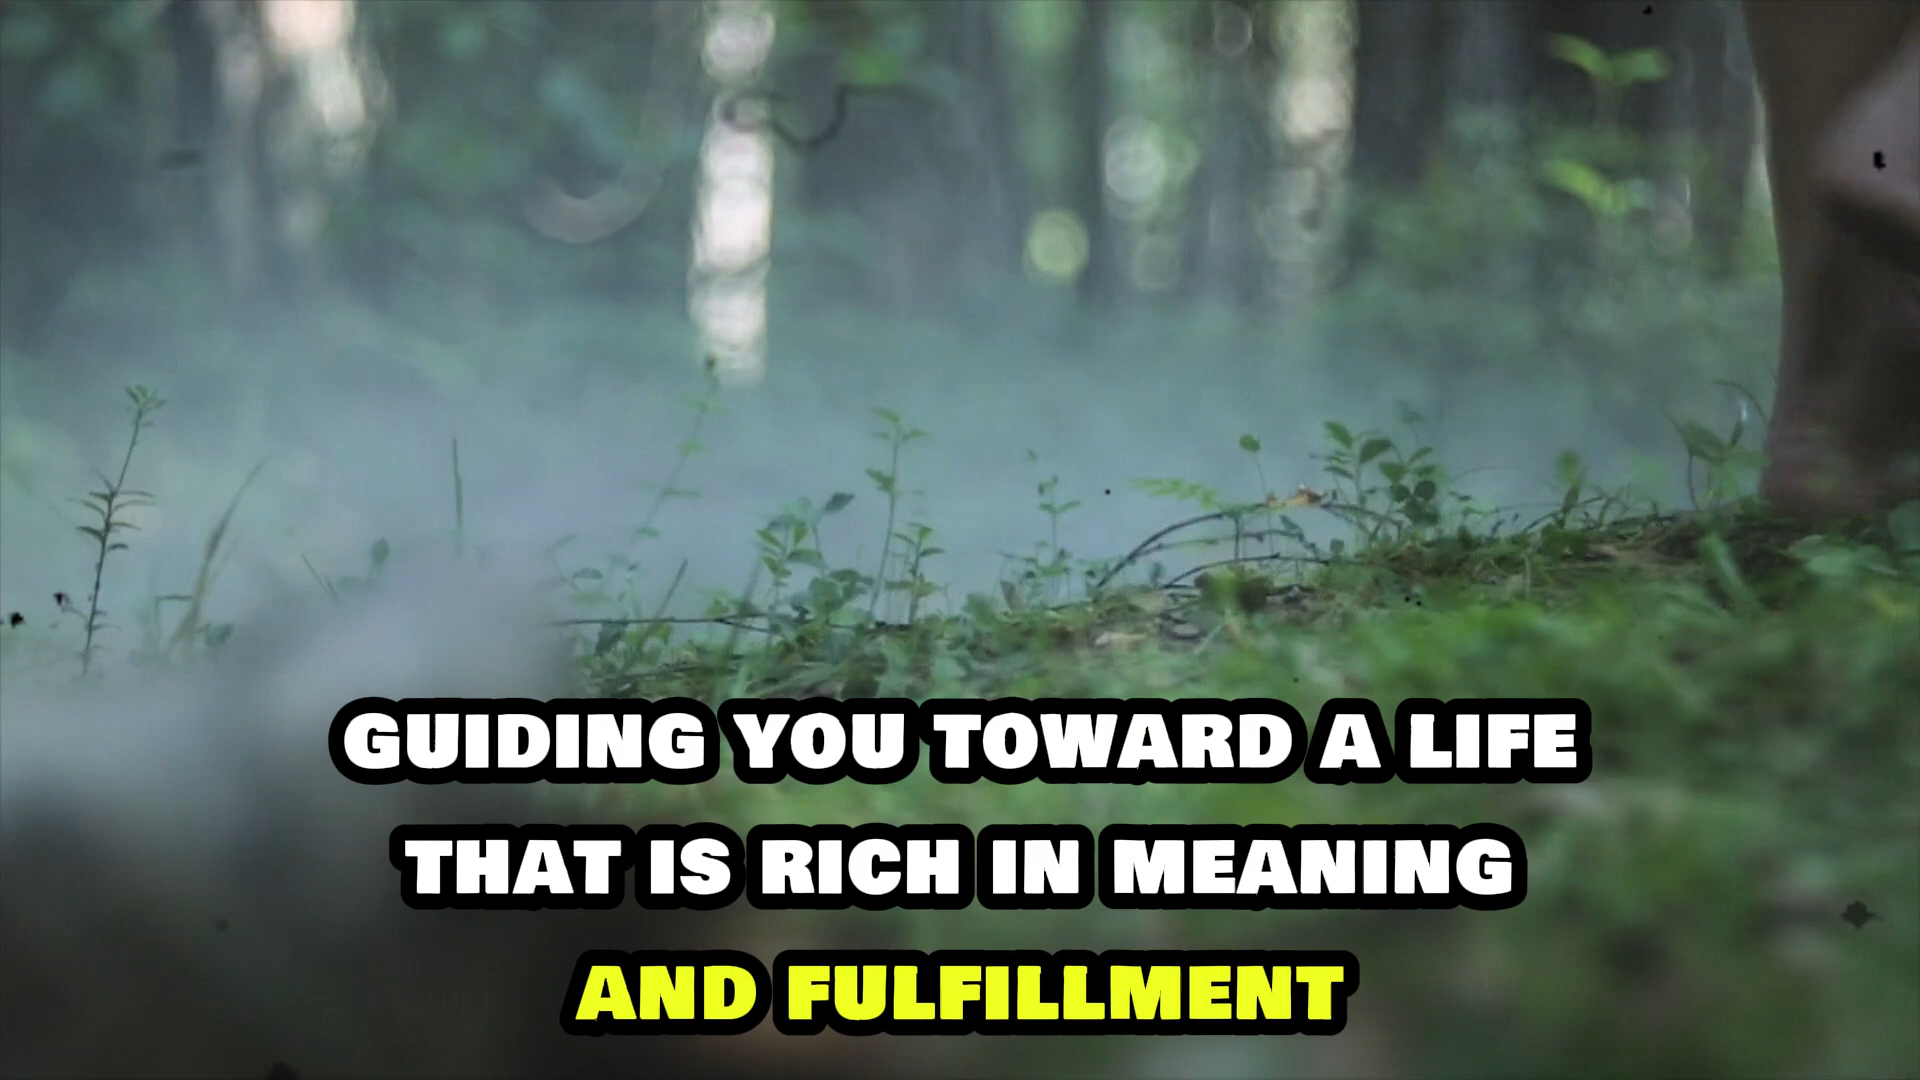 GUIDING YOU TOWARD A LIFE
THAT IS RICH IN MEANING
AND FULFILLMENT